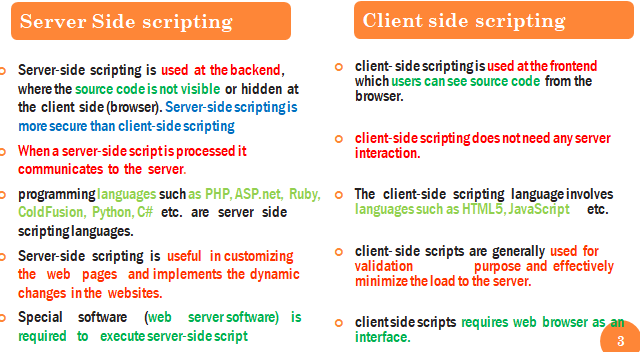 Server Side scripting
Server-side scripting is used at the backend,
where the source code is not visible or hidden at
the client side (browser). Server-side scripting is
more secure than client-side scripting
When a server-side script is processed it
communicates to the server.
programming languages such as PHP, ASP.net, Ruby,
ColdFusion, Python, C# etc. are server side
scripting languages.
Server-side scripting is useful in customizing
the web pages and implements the dynamic
changes in the websites.
Special software (web server software) is
required to execute server-side script
Client side scripting
client- side scripting is used at the frontend
which users can see source code from the
browser.
client-side scripting does not need any server
interaction.
The client-side scripting language involves
languages such as HTML5, JavaScript etc.
client- side scripts are generally used for
validation purpose and effectively
minimize the load to the server.
client side scripts requires web browser as an
interface.
3